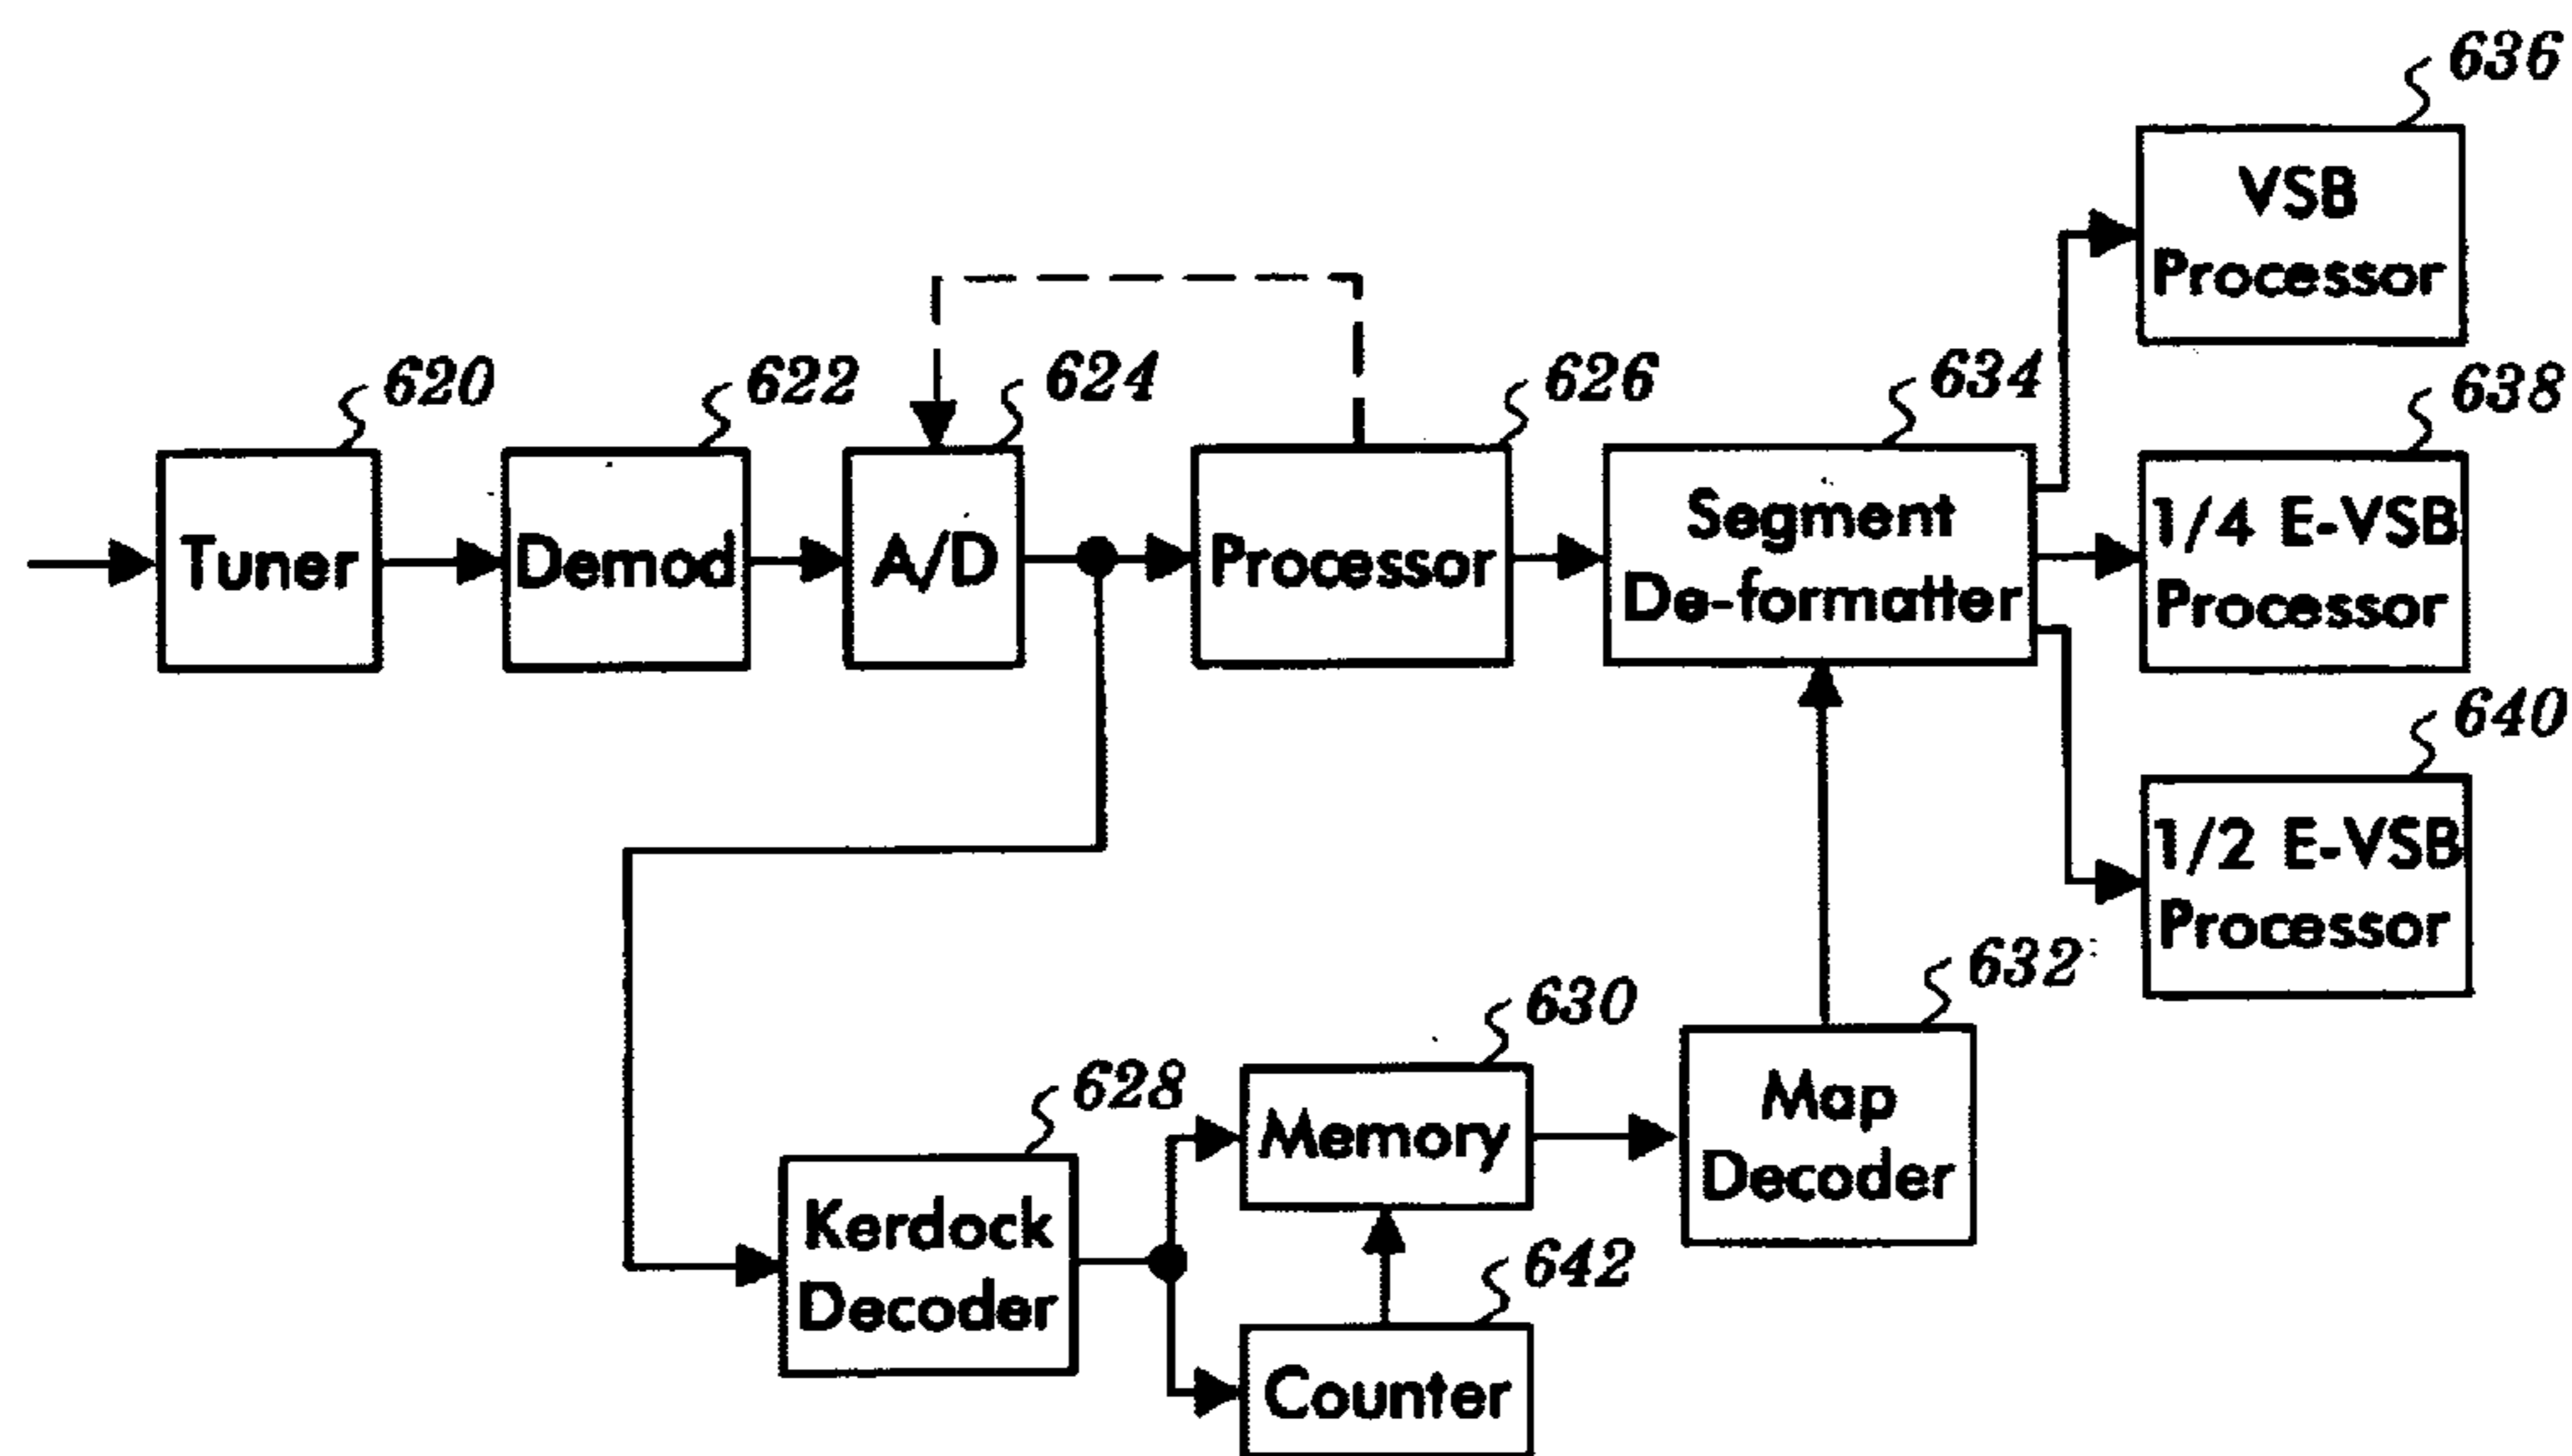 636
VSB
Processor
620
622
624
626
634
638
Tuner
Demod
A/D
Processor
Segment
De-formatter
1/4 E-VSB
Processor
640
1/2 E-VSB
Processor
632
630
628
Memory
Map
Decoder
Kerdock
Decoder
642
Counter